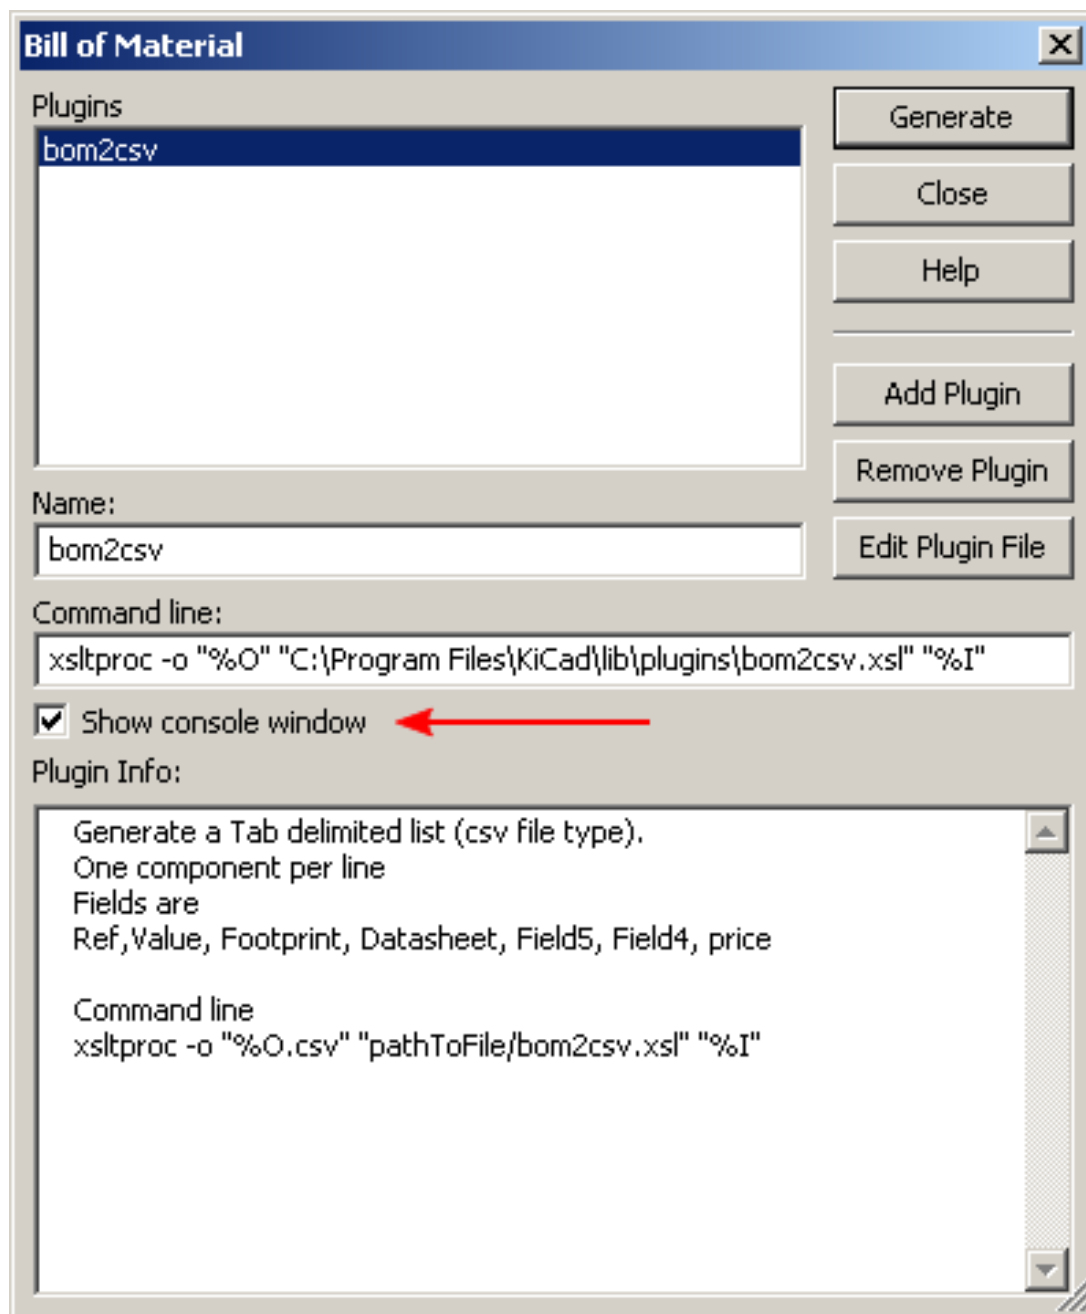 Bill of Material
Plugins
bom2csv
Generate
Close
Help
Add Plugin
Remove Plugin
Edit Plugin File
Name:
bom2csv
Command line:
xsltproc -o "%O" "C:\Program Files\KiCad\lib\plugins\bom2csv.xsl" "%I"
Show console window
Plugin Info:
Generate a Tab delimited list (csv file type).
One component per line
Fields are
Ref,Value, Footprint, Datasheet, Field5, Field4, price
Command line
xsltproc -o "%O.csv" "pathToFile/bom2csv.xsl" "%I"